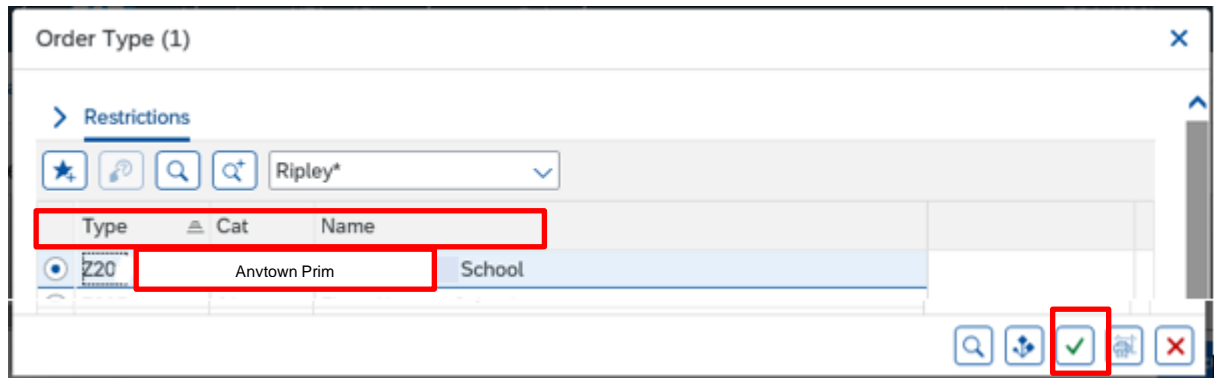 Order Type (1)
Restrictions
Ripley*
Type Cat Name
Z20 Anvtown Prim School